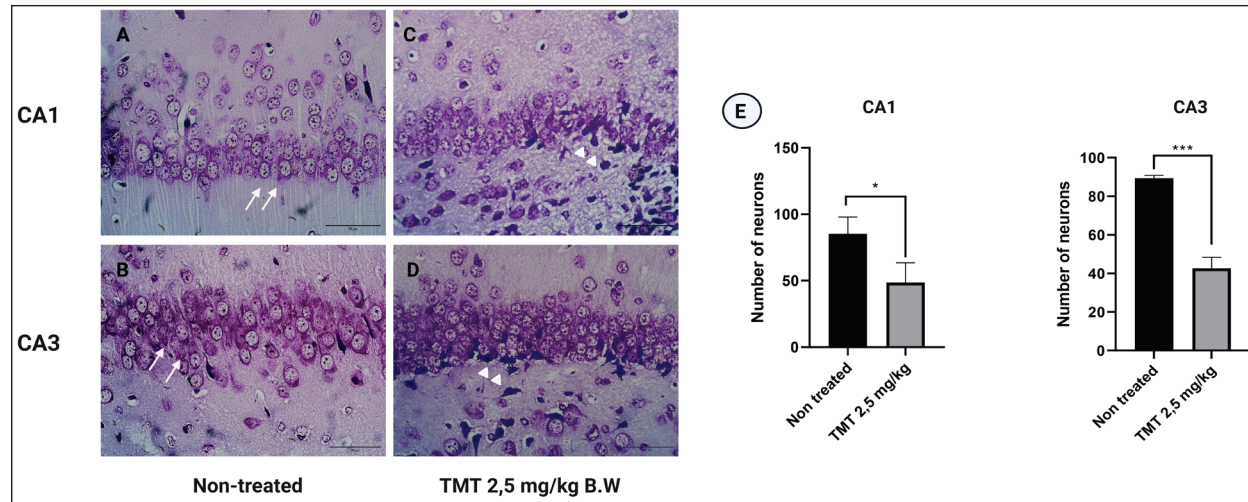 A
C
CA1
B
D
CA3
Non-treated
TMT 2,5 mg/kg B.W
E
CA1
Number of neurons
150
100
50
0
*
Non treated
TMT 2,5 mg/kg
CA3
Number of neurons
100
80
60
40
20
0
***
Non treated
TMT 2,5 mg/kg